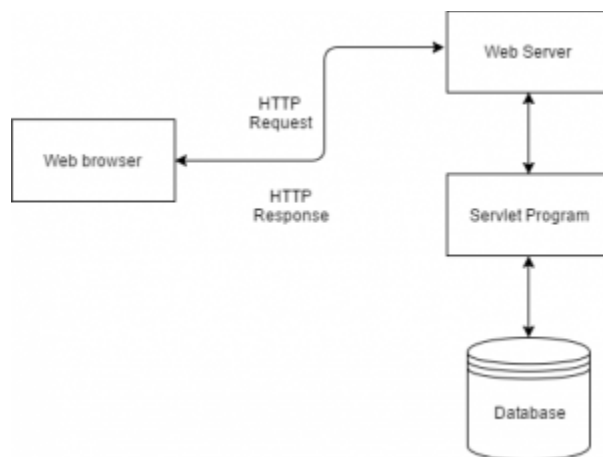 Web Server
HTTP
Request
Web browser
HTTP
Response
Servlet Program
Database